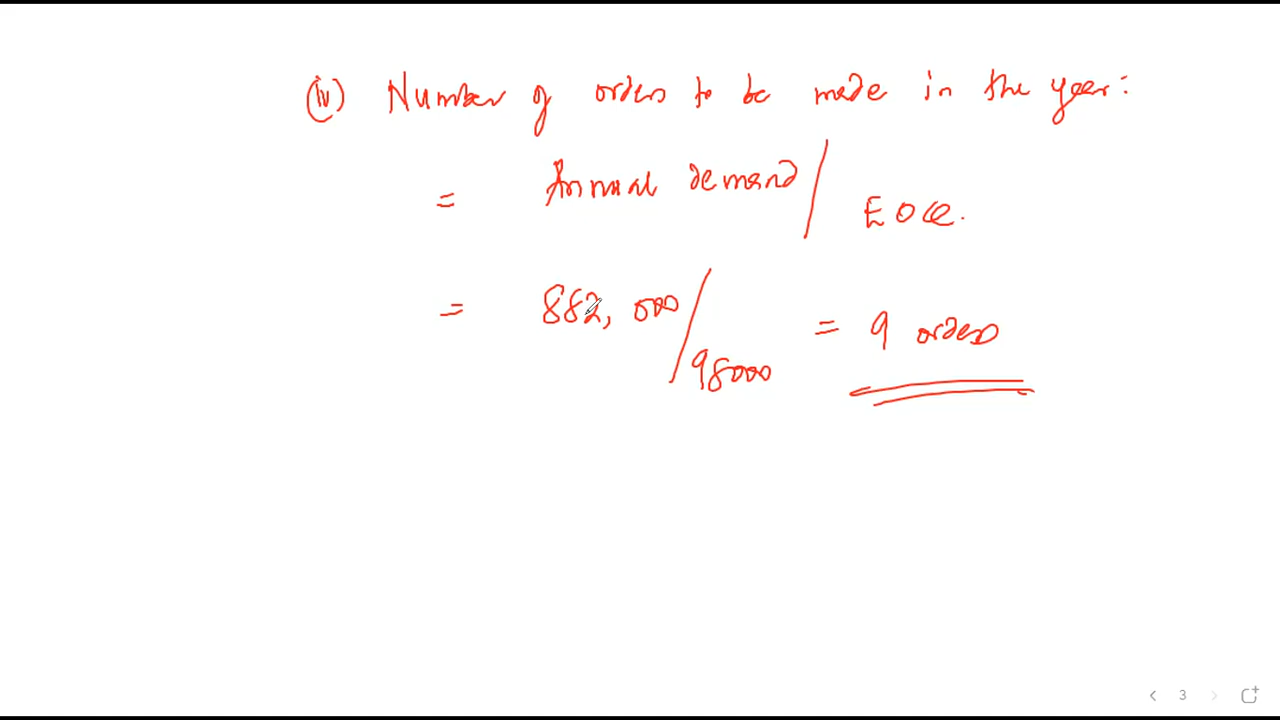 (iv) Number of orders to be made in the year:
= Annual demand / EOQ.
= 882,000 / 98000 = 9 orders
3